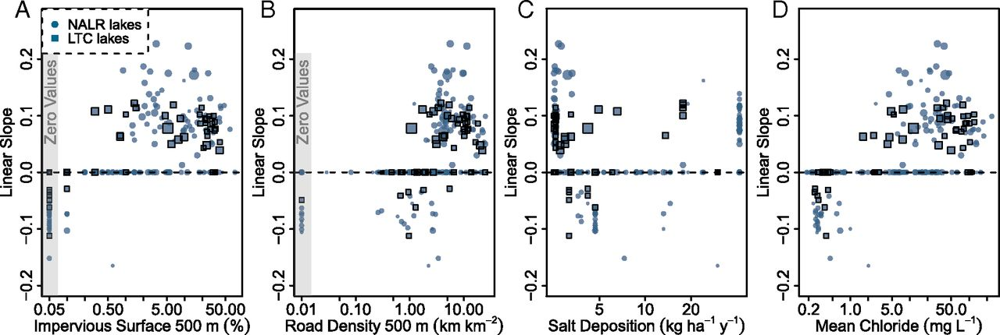 A
NALR lakes
LTC lakes
Zero Values
Linear Slope
0.2
0.1
0.0
−0.1
−0.2
0.05
0.50
5.00
50.00
Impervious Surface 500 m (%)
B
Zero Values
Linear Slope
0.2
0.1
0.0
−0.1
−0.2
0.01
0.10
1.00
10.00
Road Density 500 m (km km−2)
C
Linear Slope
0.2
0.1
0.0
−0.1
−0.2
5
10
20
Salt Deposition (kg ha−1 y−1)
D
Linear Slope
0.2
0.1
0.0
−0.1
−0.2
0.2
1.0
5.0
50.0
Mean Chloride (mg L−1)